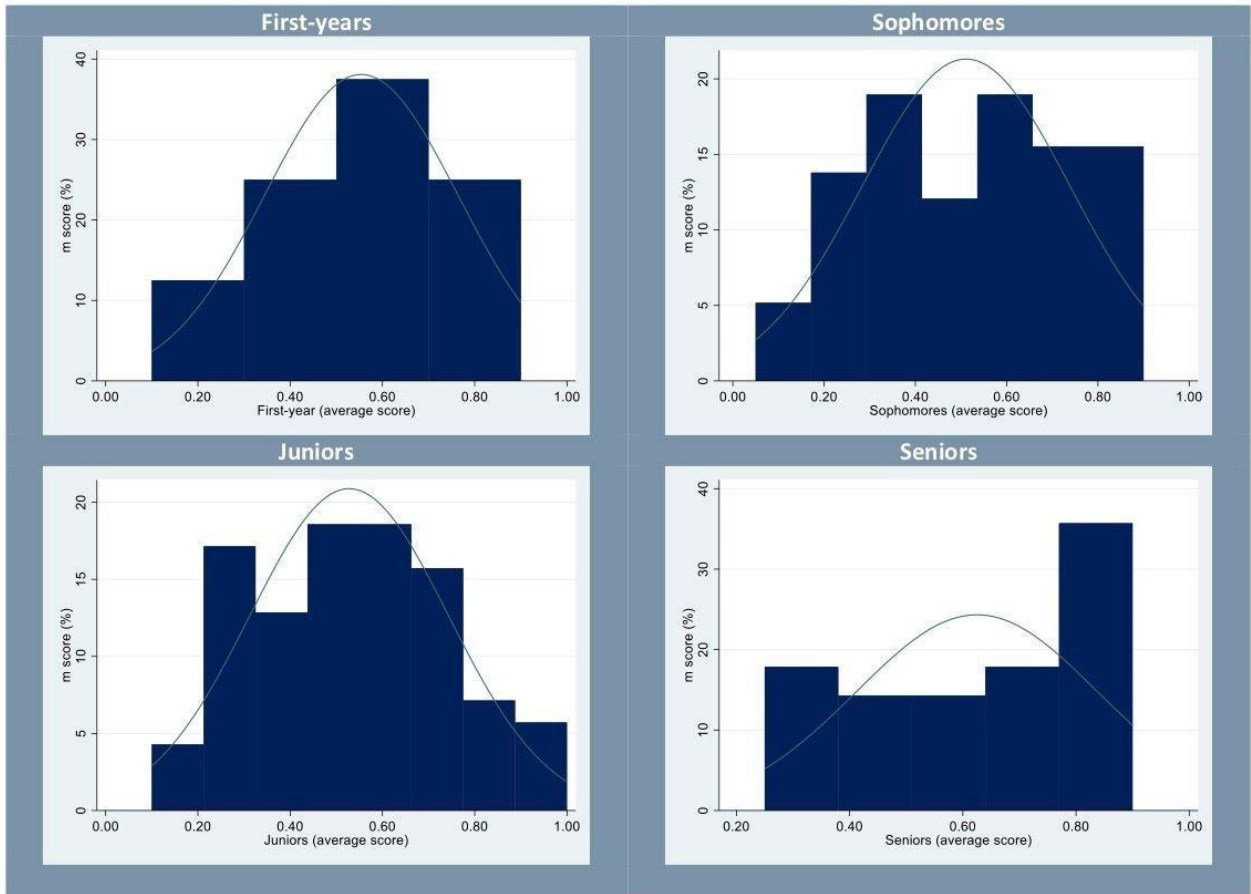 First-years
40
30
20
10
0
m score (%)
0.00 0.20 0.40 0.60 0.80 1.00
First-year (average score)
Sophomores
20
15
10
5
0
m score (%)
0.00 0.20 0.40 0.60 0.80 1.00
Sophomores (average score)
Juniors
20
15
10
5
0
m score (%)
0.00 0.20 0.40 0.60 0.80 1.00
Juniors (average score)
Seniors
40
30
20
10
0
m score (%)
0.20 0.40 0.60 0.80 1.00
Seniors (average score)